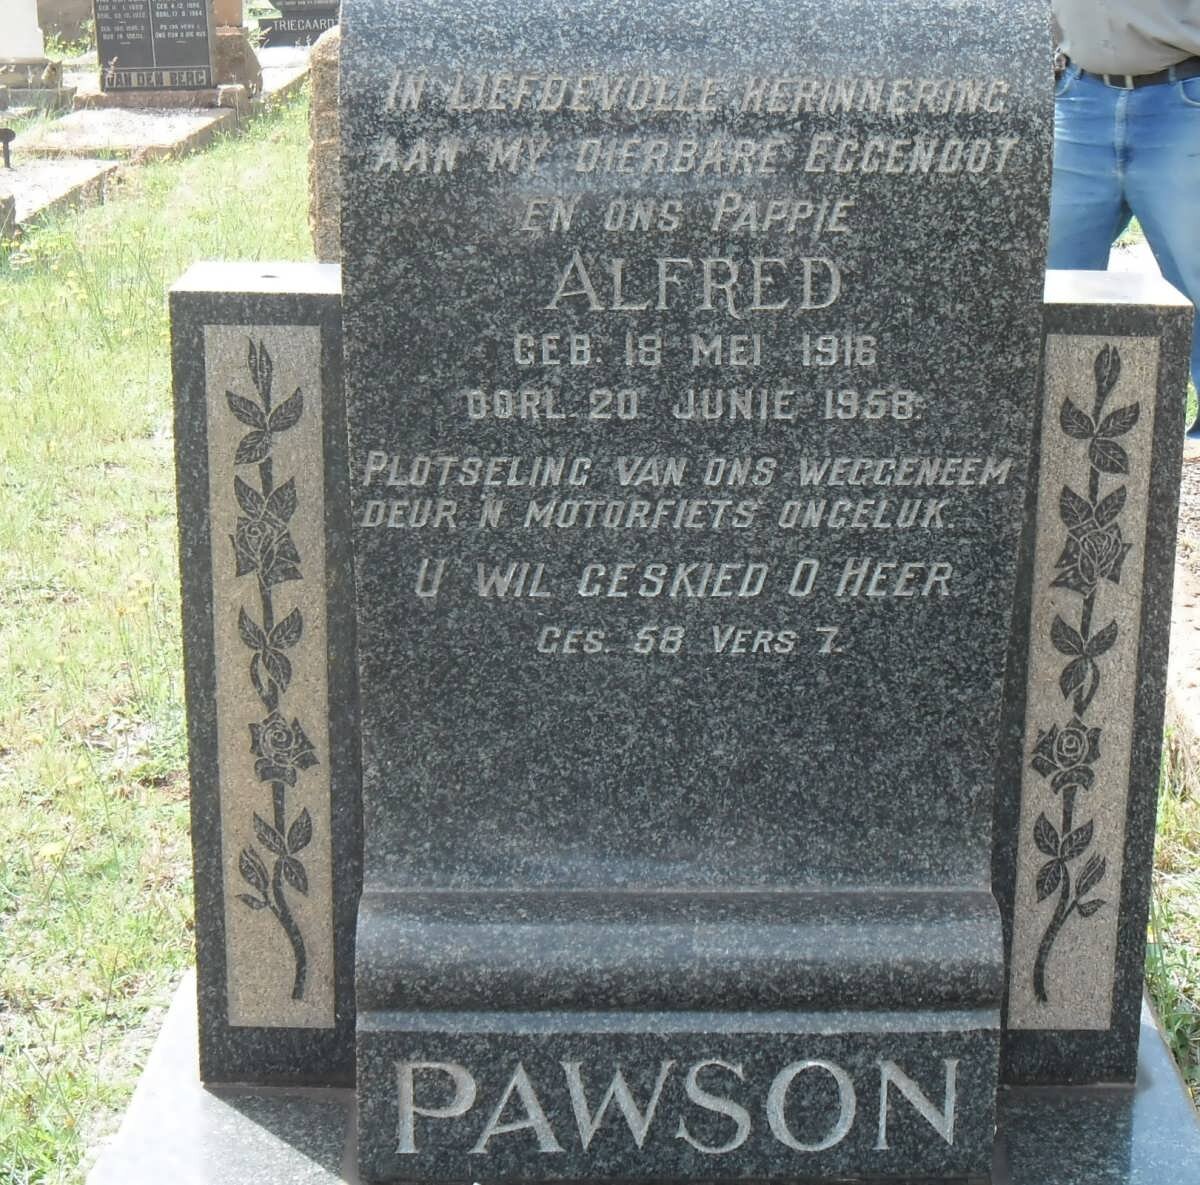 VAN DEN BERG
TRIEGAARD
IN LIEFDEVOLLE HERINNERING
AAN MY DIERBARE EGGENOOT
EN ONS PAPPIE
ALFRED
GEB. 18 MEI 1916
OORL. 20 JUNIE 1958.
PLOTSELING VAN ONS WEGGENEEM
DEUR 'N MOTORFIETS ONGELUK.
U WIL GESKIED O HEER
GES. 58 VERS 7.
PAWSON